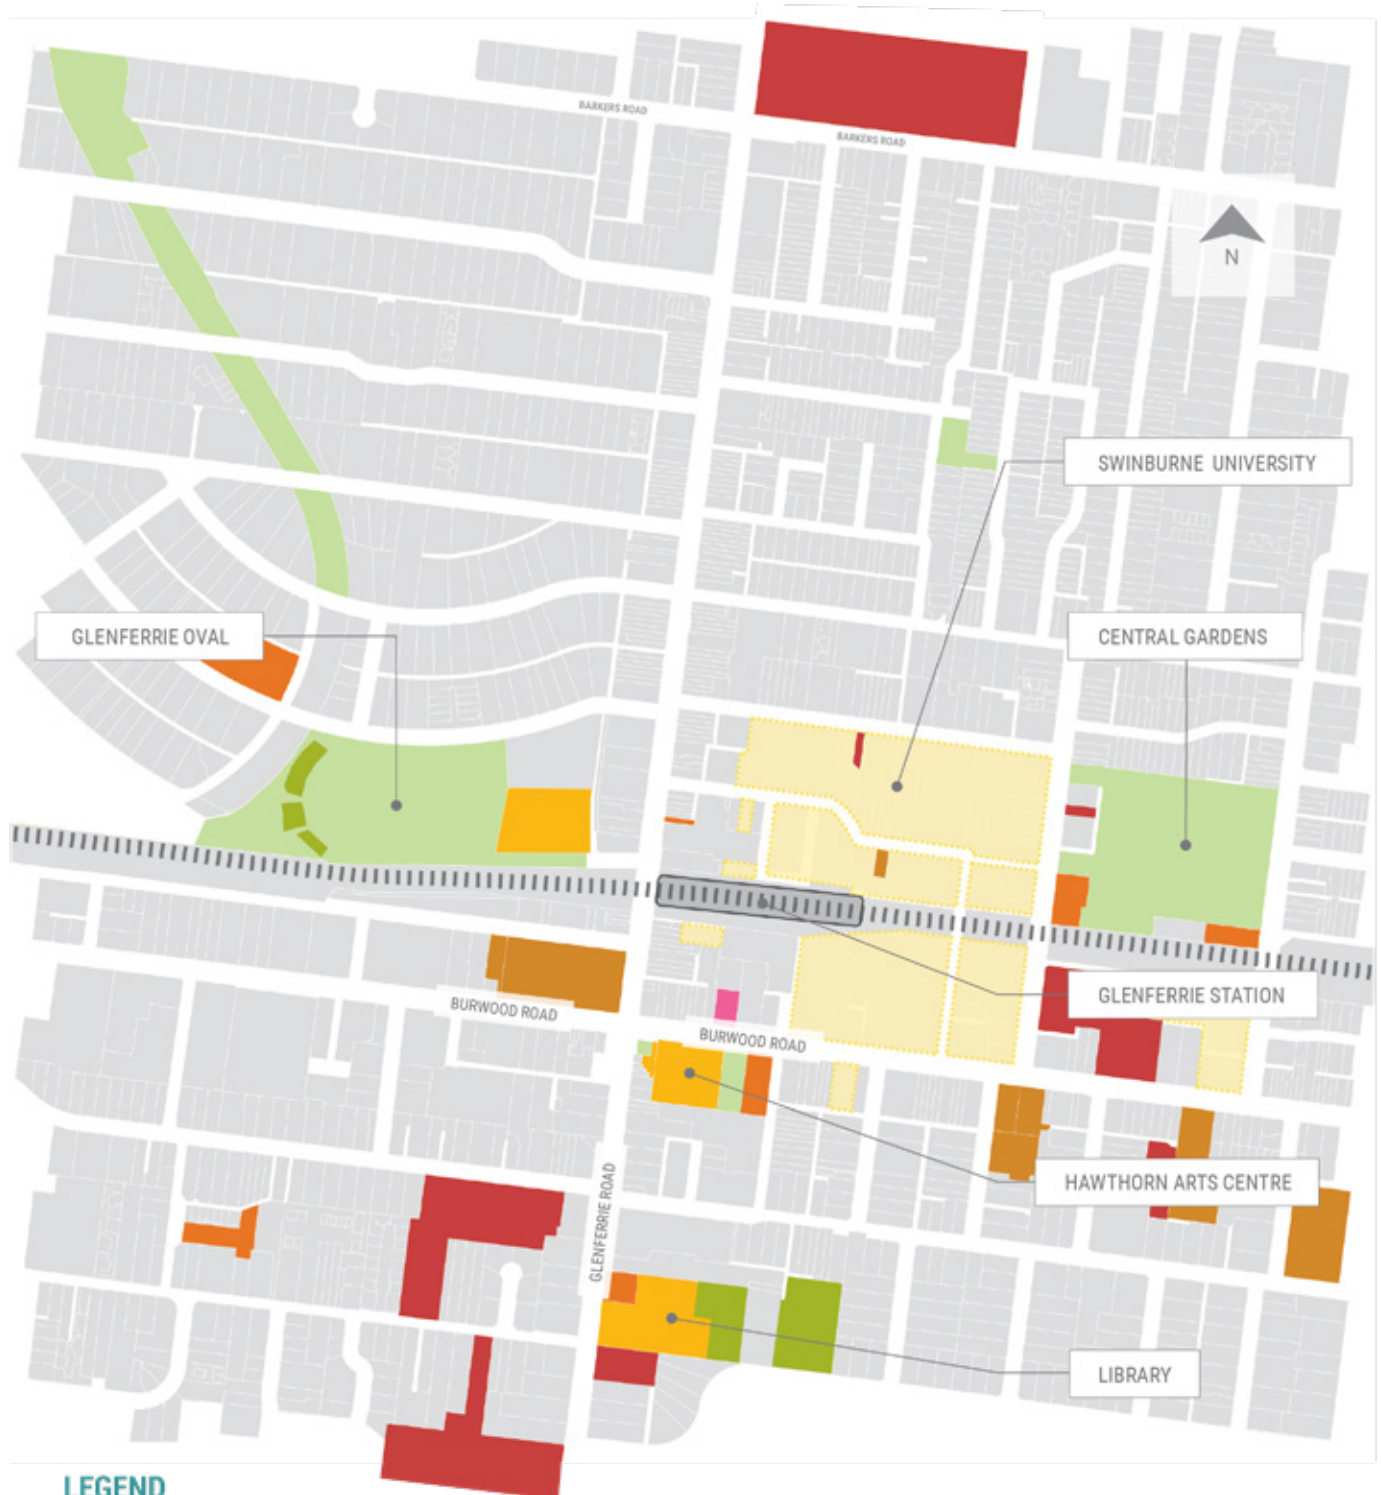 BARKERS ROAD
BARKERS ROAD
N
SWINBURNE UNIVERSITY
GLENFERRIE OVAL
CENTRAL GARDENS
GLENFERRIE STATION
BURWOOD ROAD
BURWOOD ROAD
HAWTHORN ARTS CENTRE
GLENFERRIE ROAD
LIBRARY
LEGEND